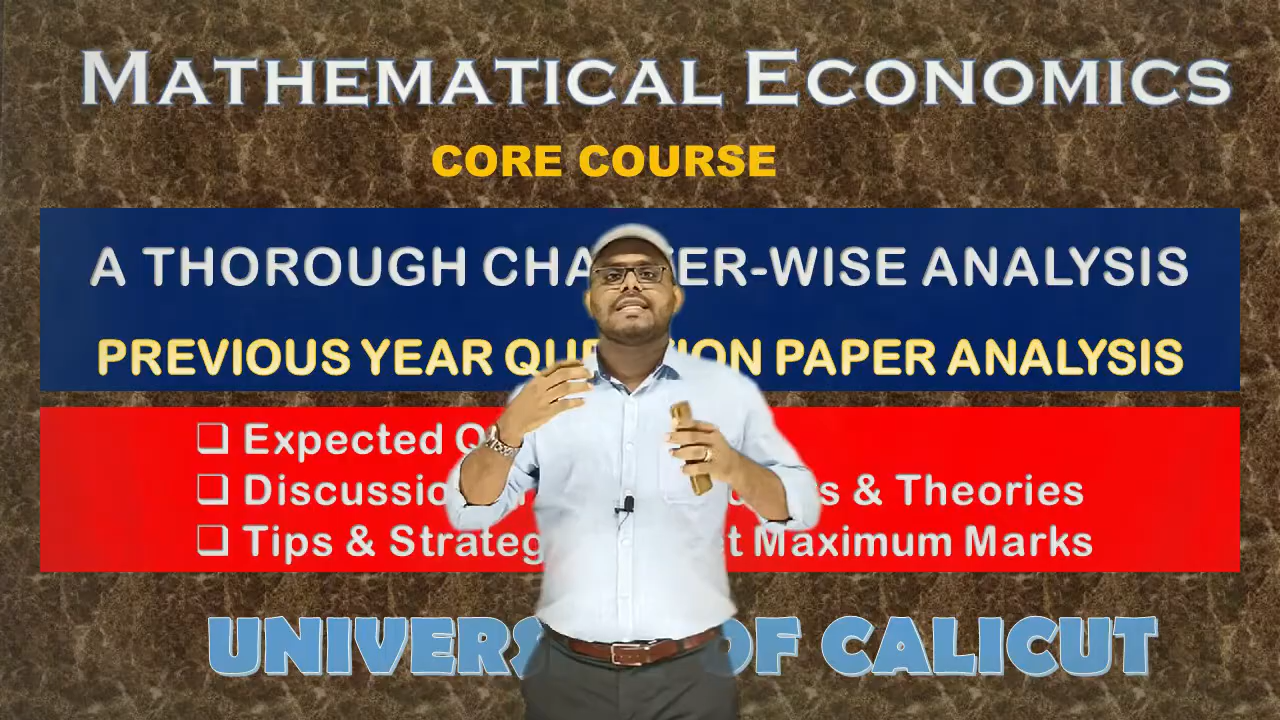 MATHEMATICAL ECONOMICS
CORE COURSE
A THOROUGH CHA ER-WISE ANALYSIS
PREVIOUS YEAR QU ON PAPER ANALYSIS
❑ Expected Q
❑ Discussio s & Theories
❑ Tips & Strateg t Maximum Marks
UNIVERS OF CALICUT